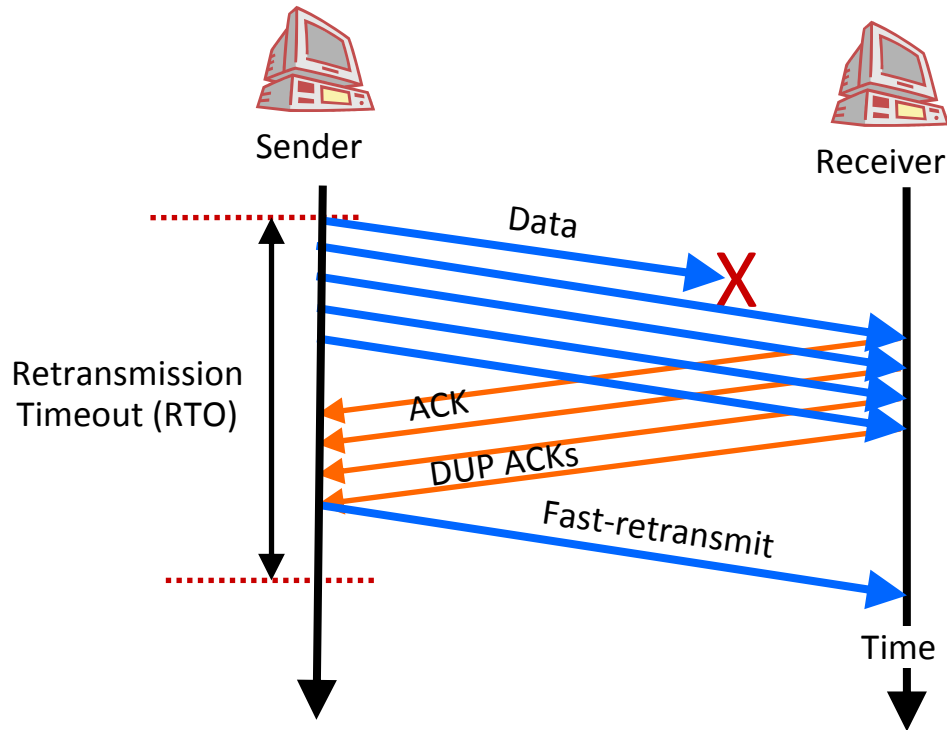 Sender
Receiver
Data
X
Retransmission
Timeout (RTO)
ACK
DUP ACKs
Fast-retransmit
Time